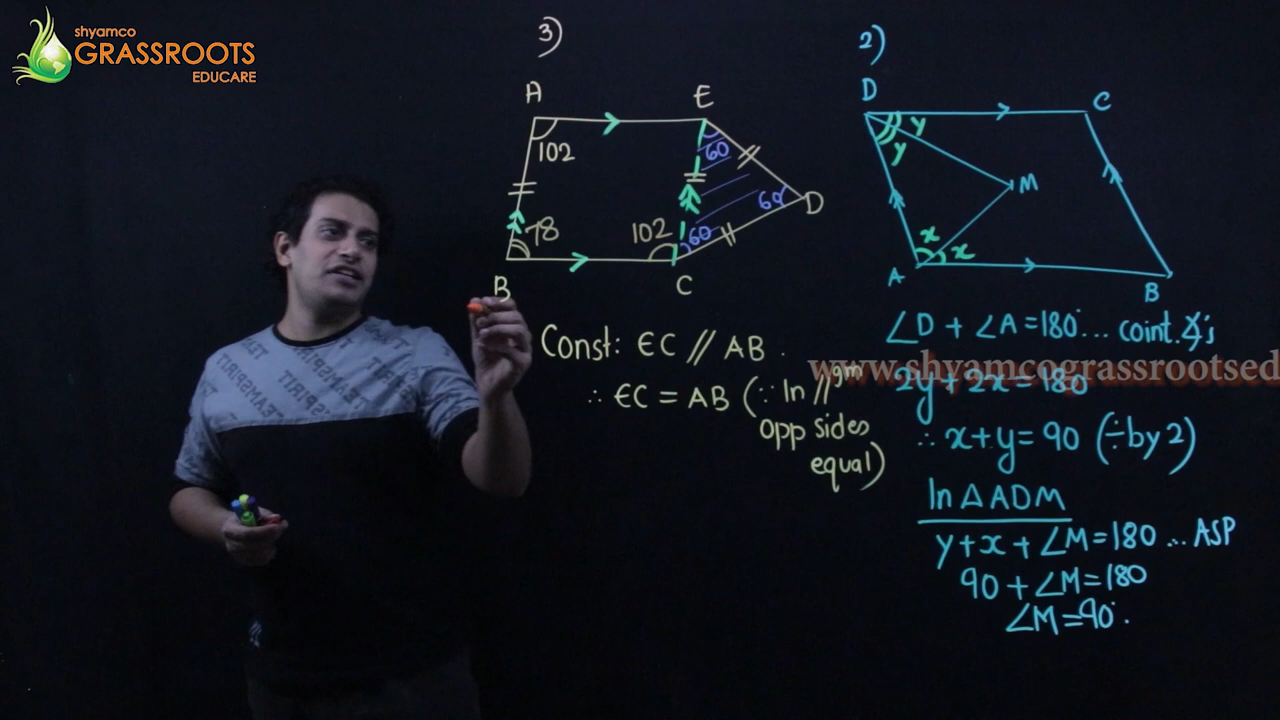 shyamco
GRASSROOTS
EDUCARE
3)
A
E
102
60
60
D
78
102
60
B
C
Const: EC // AB .
∴ EC = AB (∵ In //gm
opp sides
equal)
2)
D
C
y
y
M
x
x
A
B
∠D + ∠A = 180° ... coint. ∡'s
www.shyamcograssrootsed
2y + 2x = 180
∴ x + y = 90 (÷ by 2)
In △ ADM
y + x + ∠M = 180 ... ASP
90 + ∠M = 180
∠M = 90° .